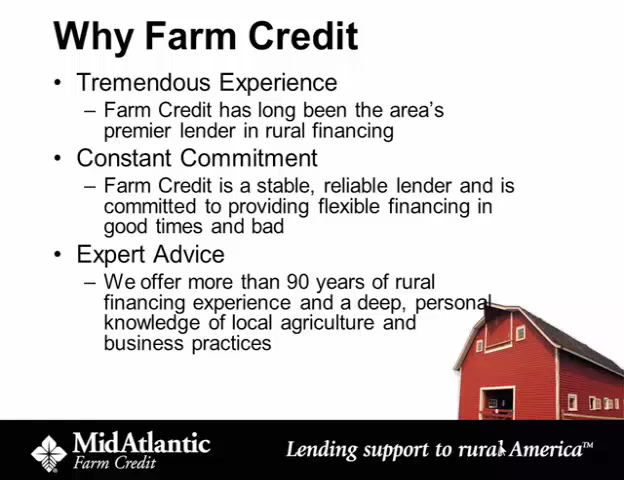 Why Farm Credit
• Tremendous Experience
– Farm Credit has long been the area's
premier lender in rural financing
• Constant Commitment
– Farm Credit is a stable, reliable lender and is
committed to providing flexible financing in
good times and bad
• Expert Advice
– We offer more than 90 years of rural
financing experience and a deep, personal
knowledge of local agriculture and
business practices
MidAtlantic
Farm Credit
Lending support to rural America™